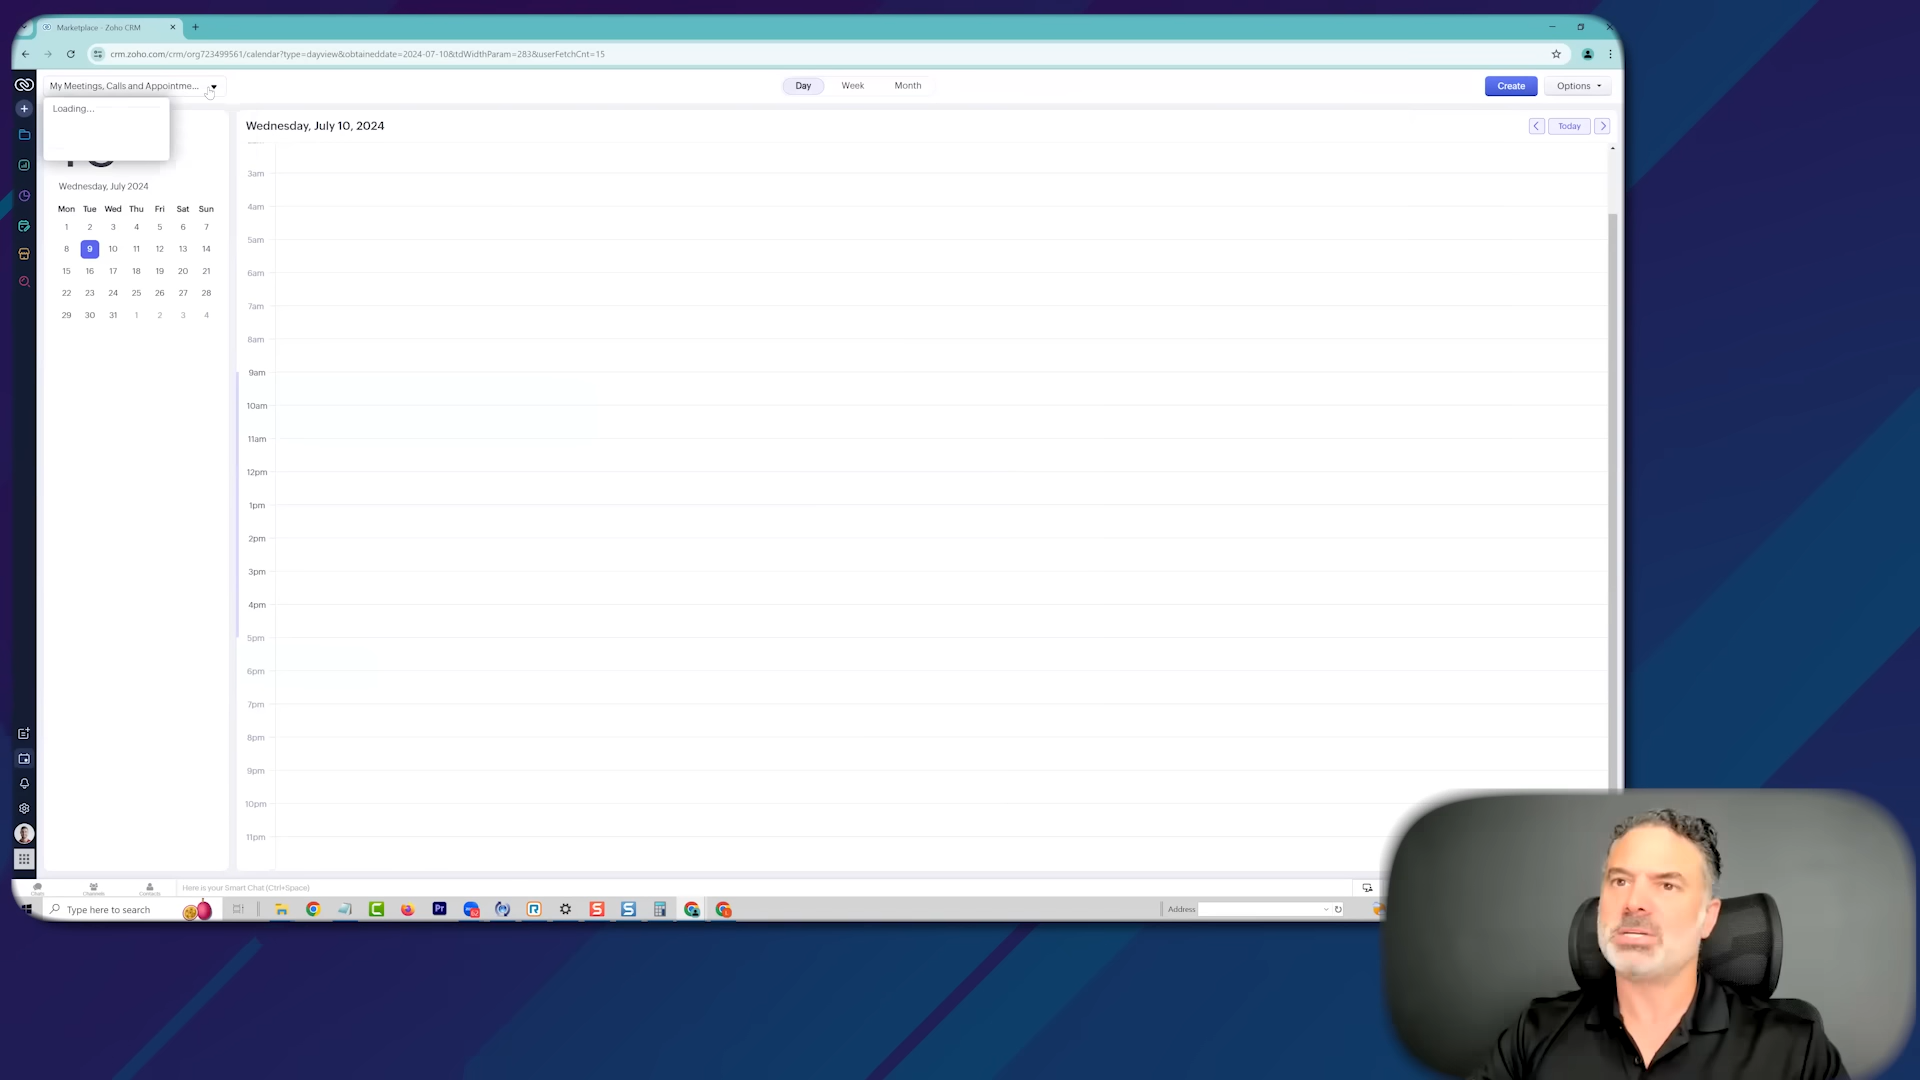 Marketplace - Zoho CRM
crm.zoho.com/crm/org723499561/calendar?type=dayview&obtaineddate=2024-07-10&tdWidthParam=283&userFetchCnt=15
My Meetings, Calls and Appointme...
Day Week Month
Create Options
Loading...
Wednesday, July 10, 2024
Today
Wednesday, July 2024
Mon Tue Wed Thu Fri Sat Sun
1 2 3 4 5 6 7
8 9 10 11 12 13 14
15 16 17 18 19 20 21
22 23 24 25 26 27 28
29 30 31 1 2 3 4
3am
4am
5am
6am
7am
8am
9am
10am
11am
12pm
1pm
2pm
3pm
4pm
5pm
6pm
7pm
8pm
9pm
10pm
11pm
Chats Channels Contacts
Here is your Smart Chat (Ctrl+Space)
Type here to search
Pr
Address